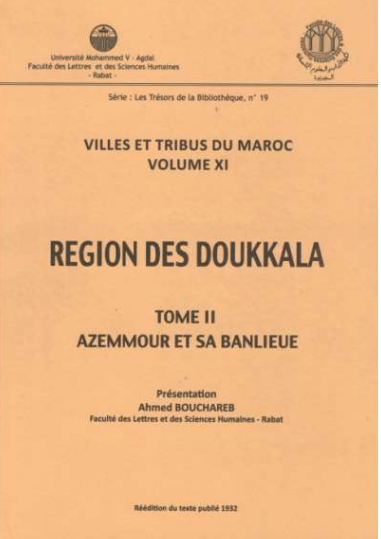 Université Mohammed V - Agdal
Faculté des Lettres et des Sciences Humaines
- Rabat -
Série : Les Trésors de la Bibliothèque, n° 19
VILLES ET TRIBUS DU MAROC
VOLUME XI
REGION DES DOUKKALA
TOME II
AZEMMOUR ET SA BANLIEUE
Présentation
Ahmed BOUCHAREB
Faculté des Lettres et des Sciences Humaines - Rabat
Réédition du texte publié 1932